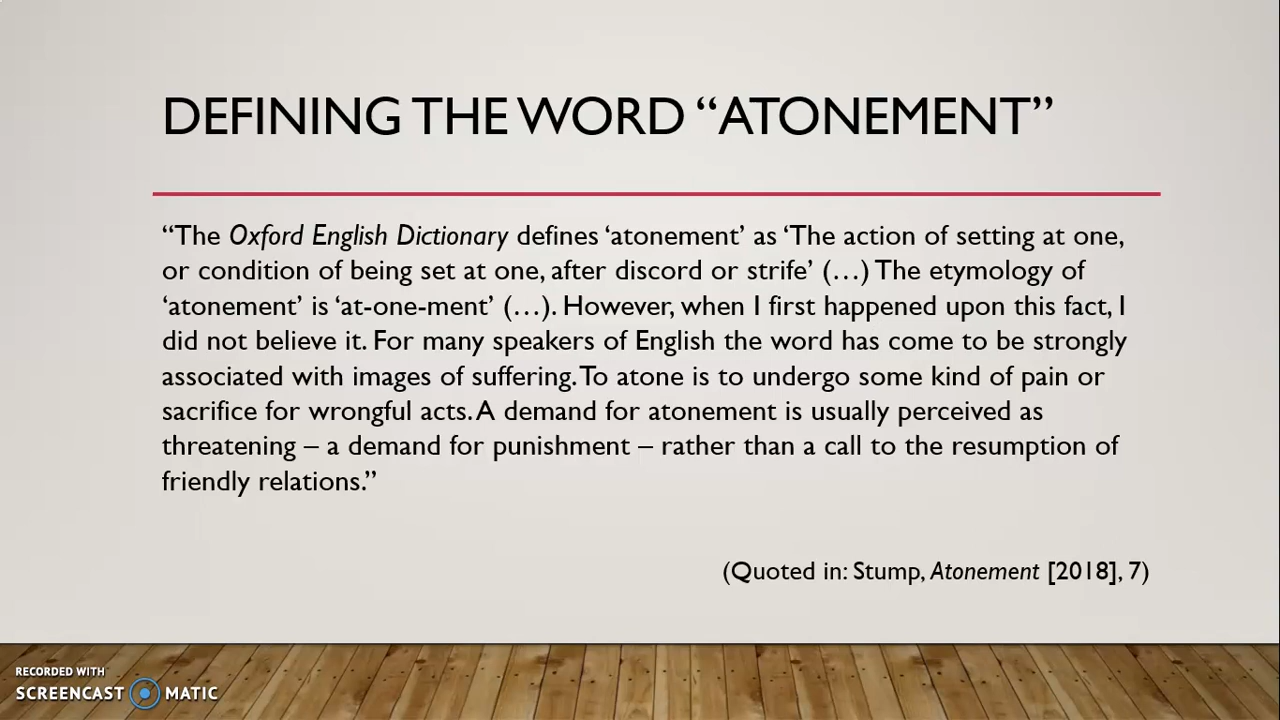 DEFINING THE WORD “ATONEMENT”
“The Oxford English Dictionary defines ‘atonement’ as ‘The action of setting at one,
or condition of being set at one, after discord or strife’ (…) The etymology of
‘atonement’ is ‘at-one-ment’ (…). However, when I first happened upon this fact, I
did not believe it. For many speakers of English the word has come to be strongly
associated with images of suffering. To atone is to undergo some kind of pain or
sacrifice for wrongful acts. A demand for atonement is usually perceived as
threatening – a demand for punishment – rather than a call to the resumption of
friendly relations.”
(Quoted in: Stump, Atonement [2018], 7)
RECORDED WITH
SCREENCAST MATIC